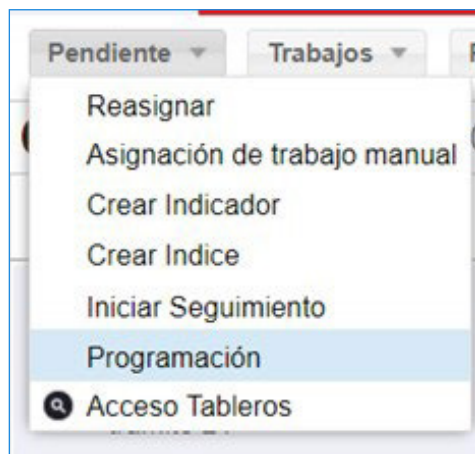 Pendiente
Trabajos
Reasignar
Asignación de trabajo manual
Crear Indicador
Crear Indice
Iniciar Seguimiento
Programación
Acceso Tableros